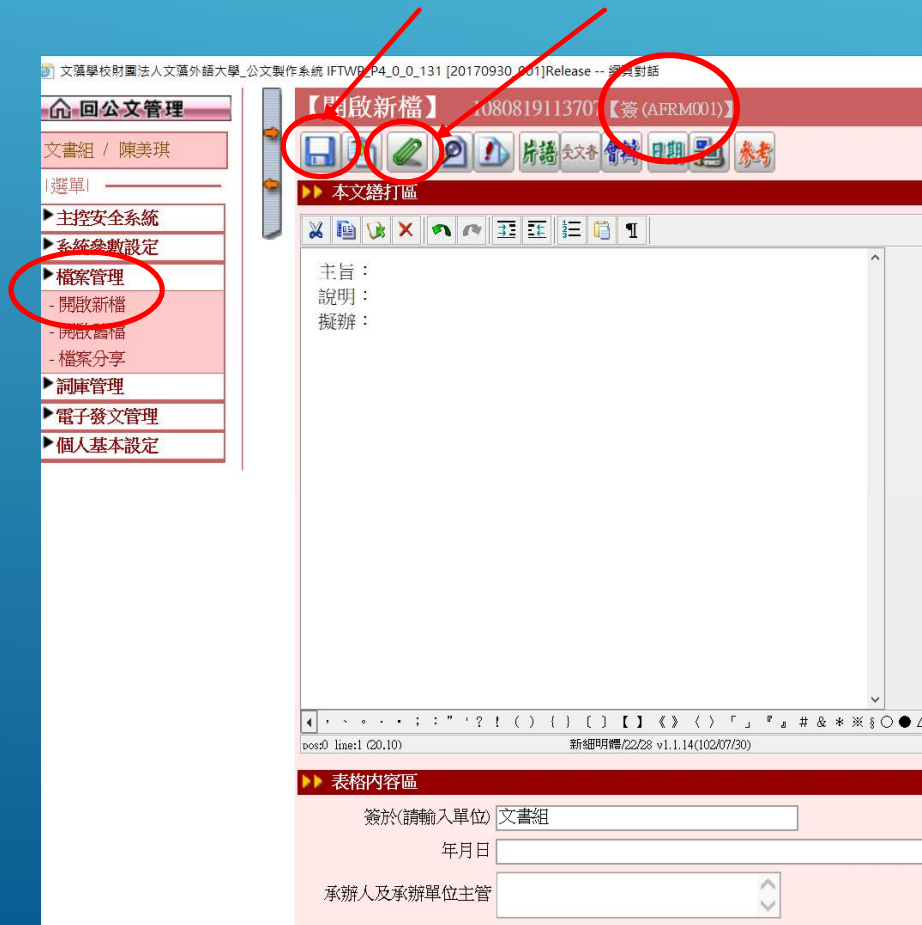 文藻學校財團法人文藻外語大學_公文製作系統 IFTWP_P4_0_0_131 [20170930_001]Release -- 網頁對話
回公文管理
文書組 / 陳美琪
|選單|
主控安全系統
系統參數設定
檔案管理
- 開啟新檔
- 開啟舊檔
- 檔案分享
詞庫管理
電子發文管理
個人基本設定
【開啟新檔】 1080819113707【簽(AFRM001)】
片語 受文者 會辦 日期 參考
本文繕打區
主旨：
說明：
擬辦：
， 、 。 . • ； ： ” ’ ？ ！ （ ） ｛ ｝ 〔 〕 【 】 《 》 〈 〉 「 」 『 』 # & * ※ § ○ ●
pos:0 line:1 (20.10) 新細明體/22/28 v1.1.14(102/07/30)
表格內容區
簽於(請輸入單位) 文書組
年月日
承辦人及承辦單位主管